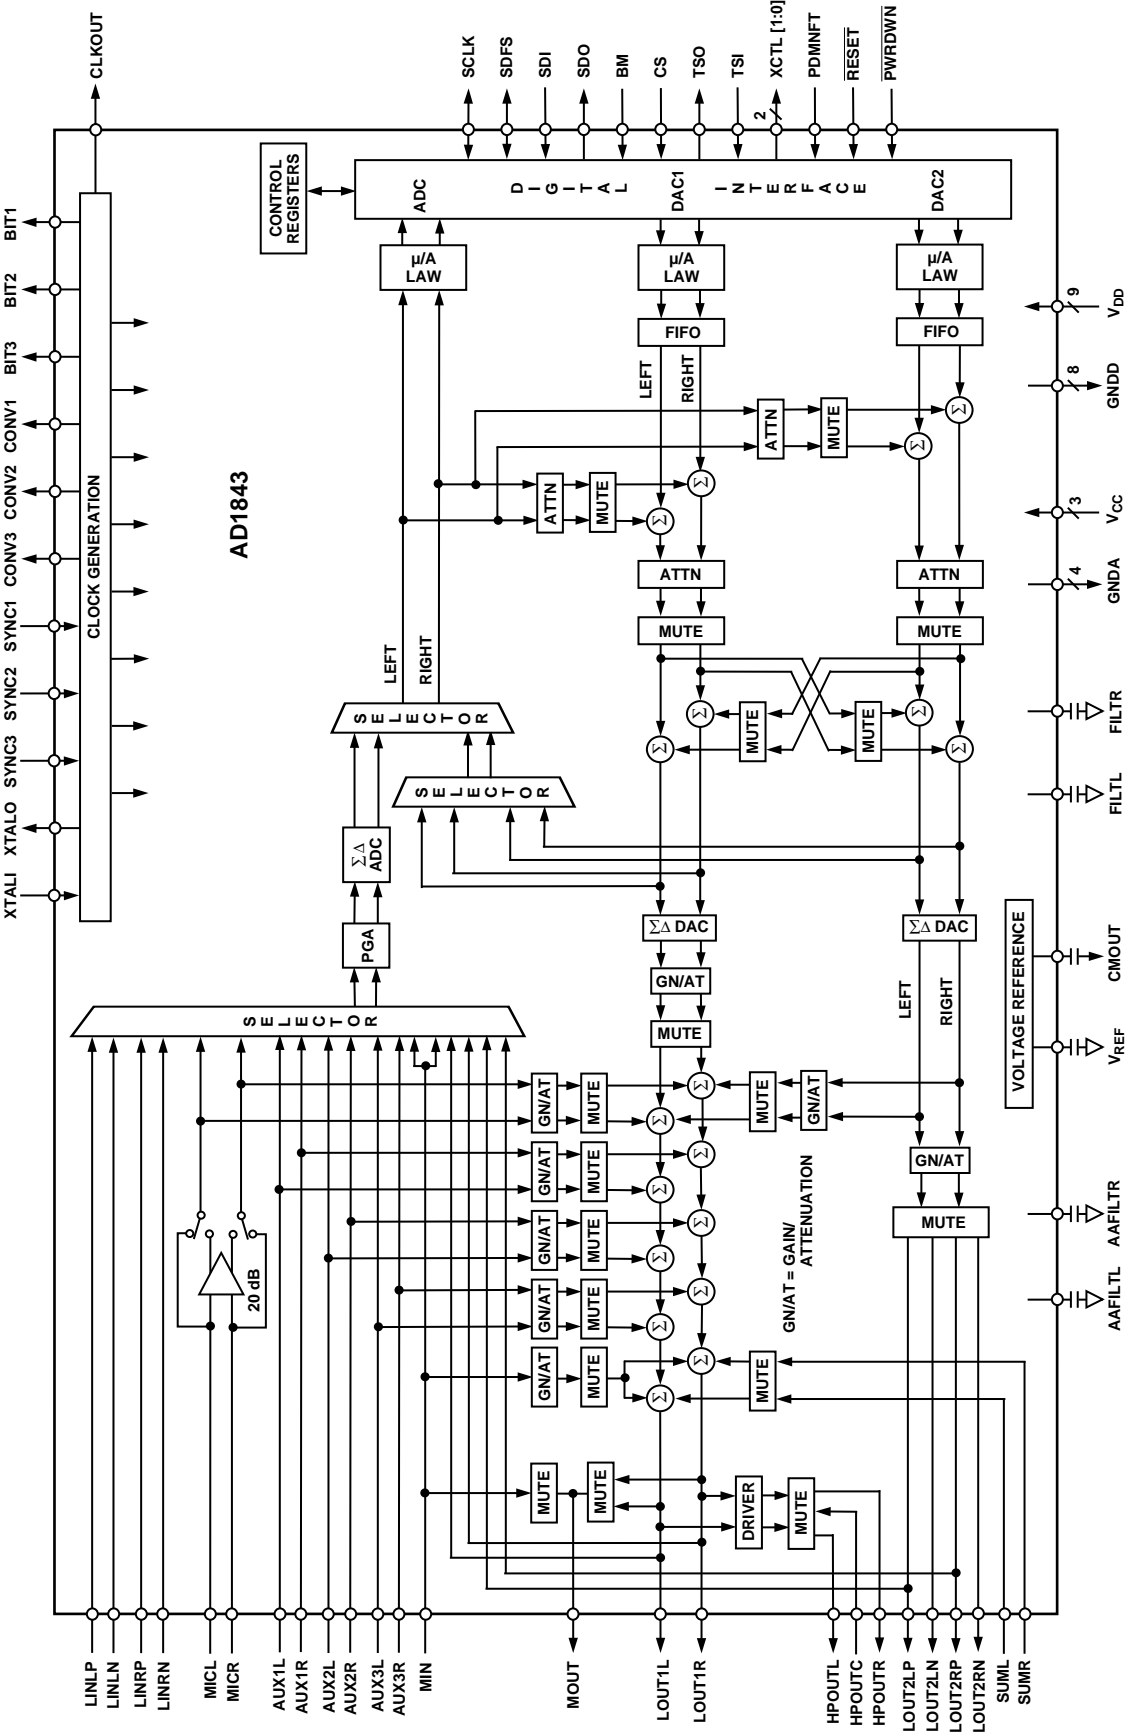 XTALI
XTALO
SYNC3
SYNC2
SYNC1
CONV3
CONV2
CONV1
BIT3
BIT2
BIT1
CLKOUT
CLOCK GENERATION
AD1843
LINLP
LINLN
LINRP
LINRN
MICL
MICR
AUX1L
AUX1R
AUX2L
AUX2R
AUX3L
AUX3R
MIN
MOUT
LOUT1L
LOUT1R
HPOUTL
HPOUTC
HPOUTR
LOUT2LP
LOUT2LN
LOUT2RP
LOUT2RN
SUML
SUMR
20 dB
SELECTOR
PGA
ΣΔ
ADC
SELECTOR
SELECTOR
LEFT
RIGHT
µ/A
LAW
CONTROL
REGISTERS
ADC
DIGITAL
DAC1
INTERFACE
DAC2
SCLK
SDFS
SDI
SDO
BM
CS
TSO
TSI
XCTL [1:0]
2
PDMNFT
RESET
PWRDWN
GN/AT
MUTE
GN/AT
MUTE
GN/AT
MUTE
GN/AT
MUTE
GN/AT
MUTE
MUTE
MUTE
DRIVER
MUTE
MUTE
Σ
Σ
Σ
Σ
Σ
Σ
Σ
Σ
Σ
Σ
MUTE
GN/AT
MUTE
GN/AT
ΣΔ DAC
MUTE
GN/AT
LEFT
RIGHT
ΣΔ DAC
Σ
Σ
MUTE
MUTE
Σ
Σ
MUTE
ATTN
MUTE
ATTN
Σ
Σ
ATTN
MUTE
LEFT
RIGHT
FIFO
µ/A
LAW
ATTN
MUTE
Σ
Σ
FIFO
µ/A
LAW
GN/AT = GAIN/
ATTENUATION
VOLTAGE REFERENCE
AAFILTL
AAFILTR
VREF
CMOUT
FILTL
FILTR
4
GNDA
3
VCC
8
GNDD
9
VDD